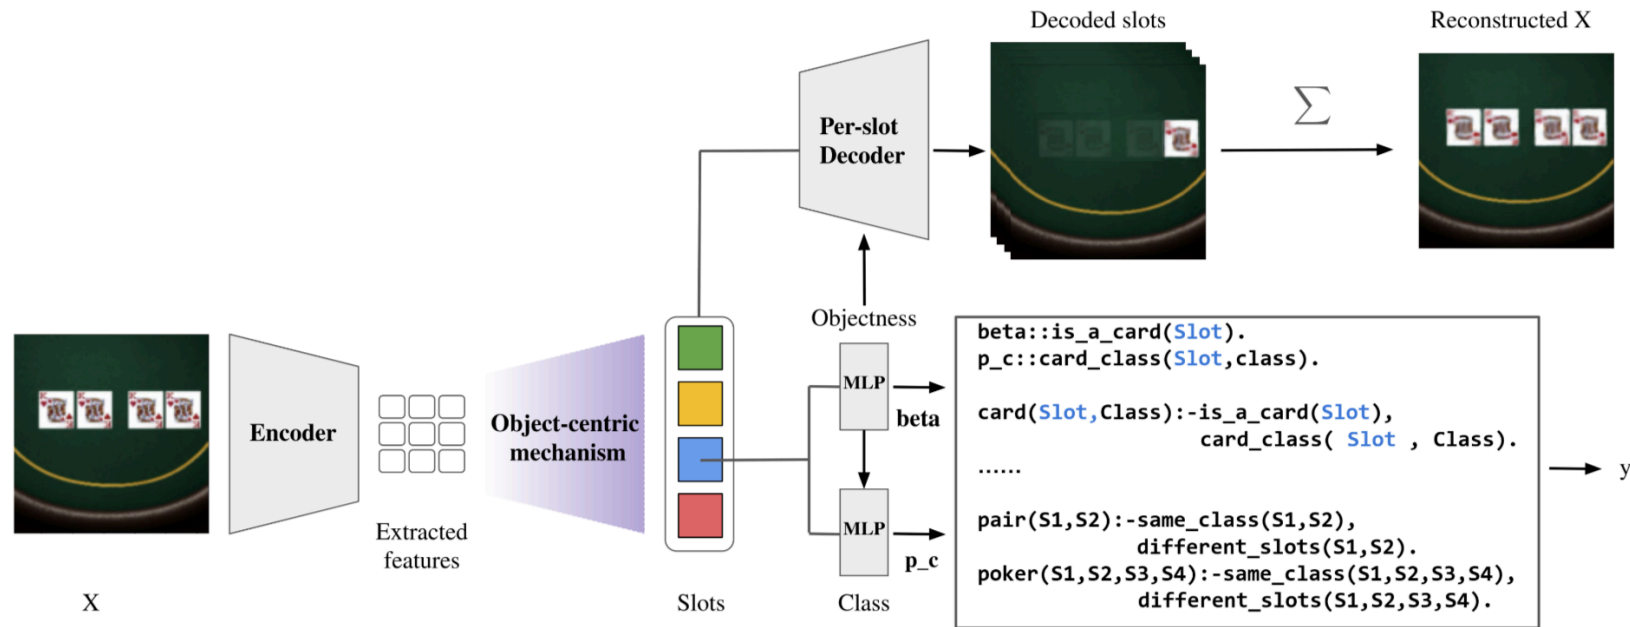 Decoded slots
Reconstructed X
Per-slot
Decoder
Σ
Objectness
Encoder
Object-centric
mechanism
MLP
beta
MLP
p_c
Extracted
features
X
Slots
Class
beta::is_a_card(Slot).
p_c::card_class(Slot,class).
card(Slot,Class):-is_a_card(Slot),
card_class( Slot , Class).
......
pair(S1,S2):-same_class(S1,S2),
different_slots(S1,S2).
poker(S1,S2,S3,S4):-same_class(S1,S2,S3,S4),
different_slots(S1,S2,S3,S4).
y